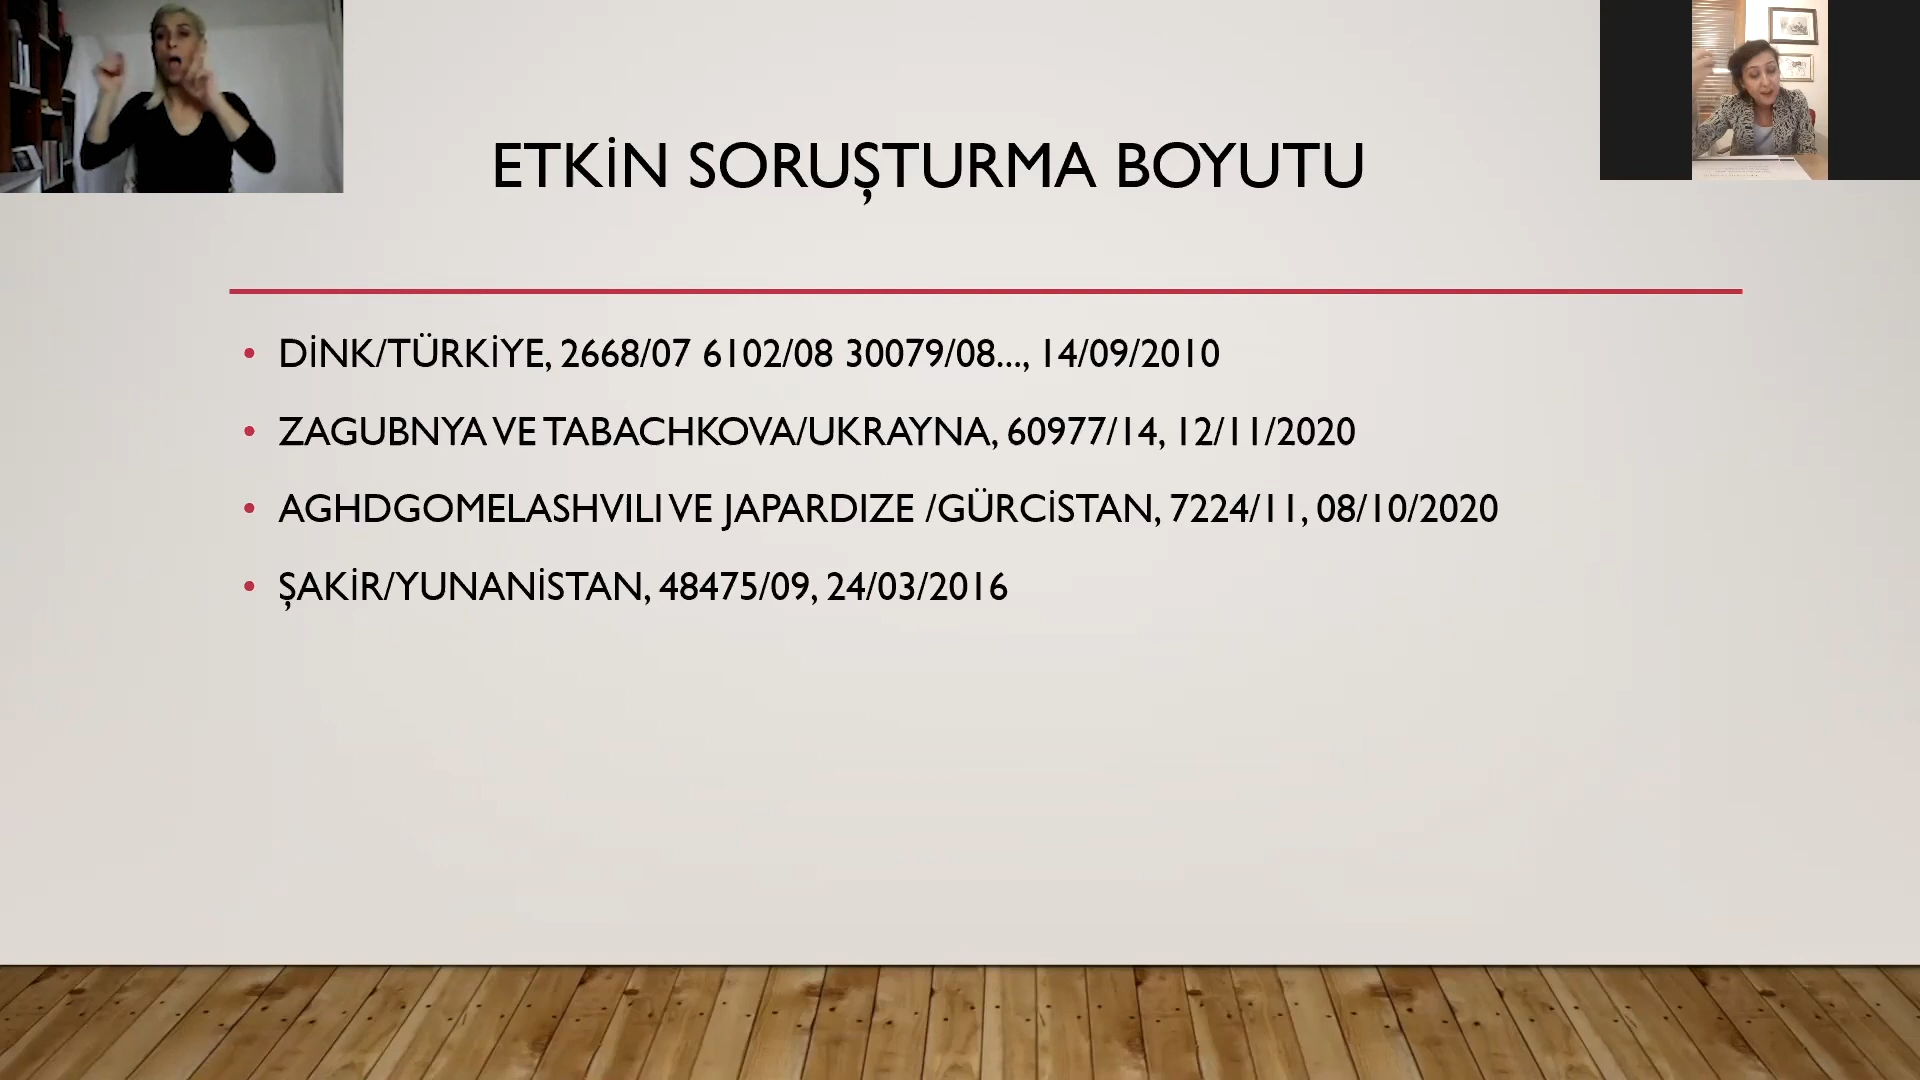 ETKİN SORUŞTURMA BOYUTU
• DİNK/TÜRKİYE, 2668/07 6102/08 30079/08..., 14/09/2010
• ZAGUBNYA VE TABACHKOVA/UKRAYNA, 60977/14, 12/11/2020
• AGHDGOMELASHVILI VE JAPARDIZE /GÜRCİSTAN, 7224/11, 08/10/2020
• ŞAKİR/YUNANİSTAN, 48475/09, 24/03/2016